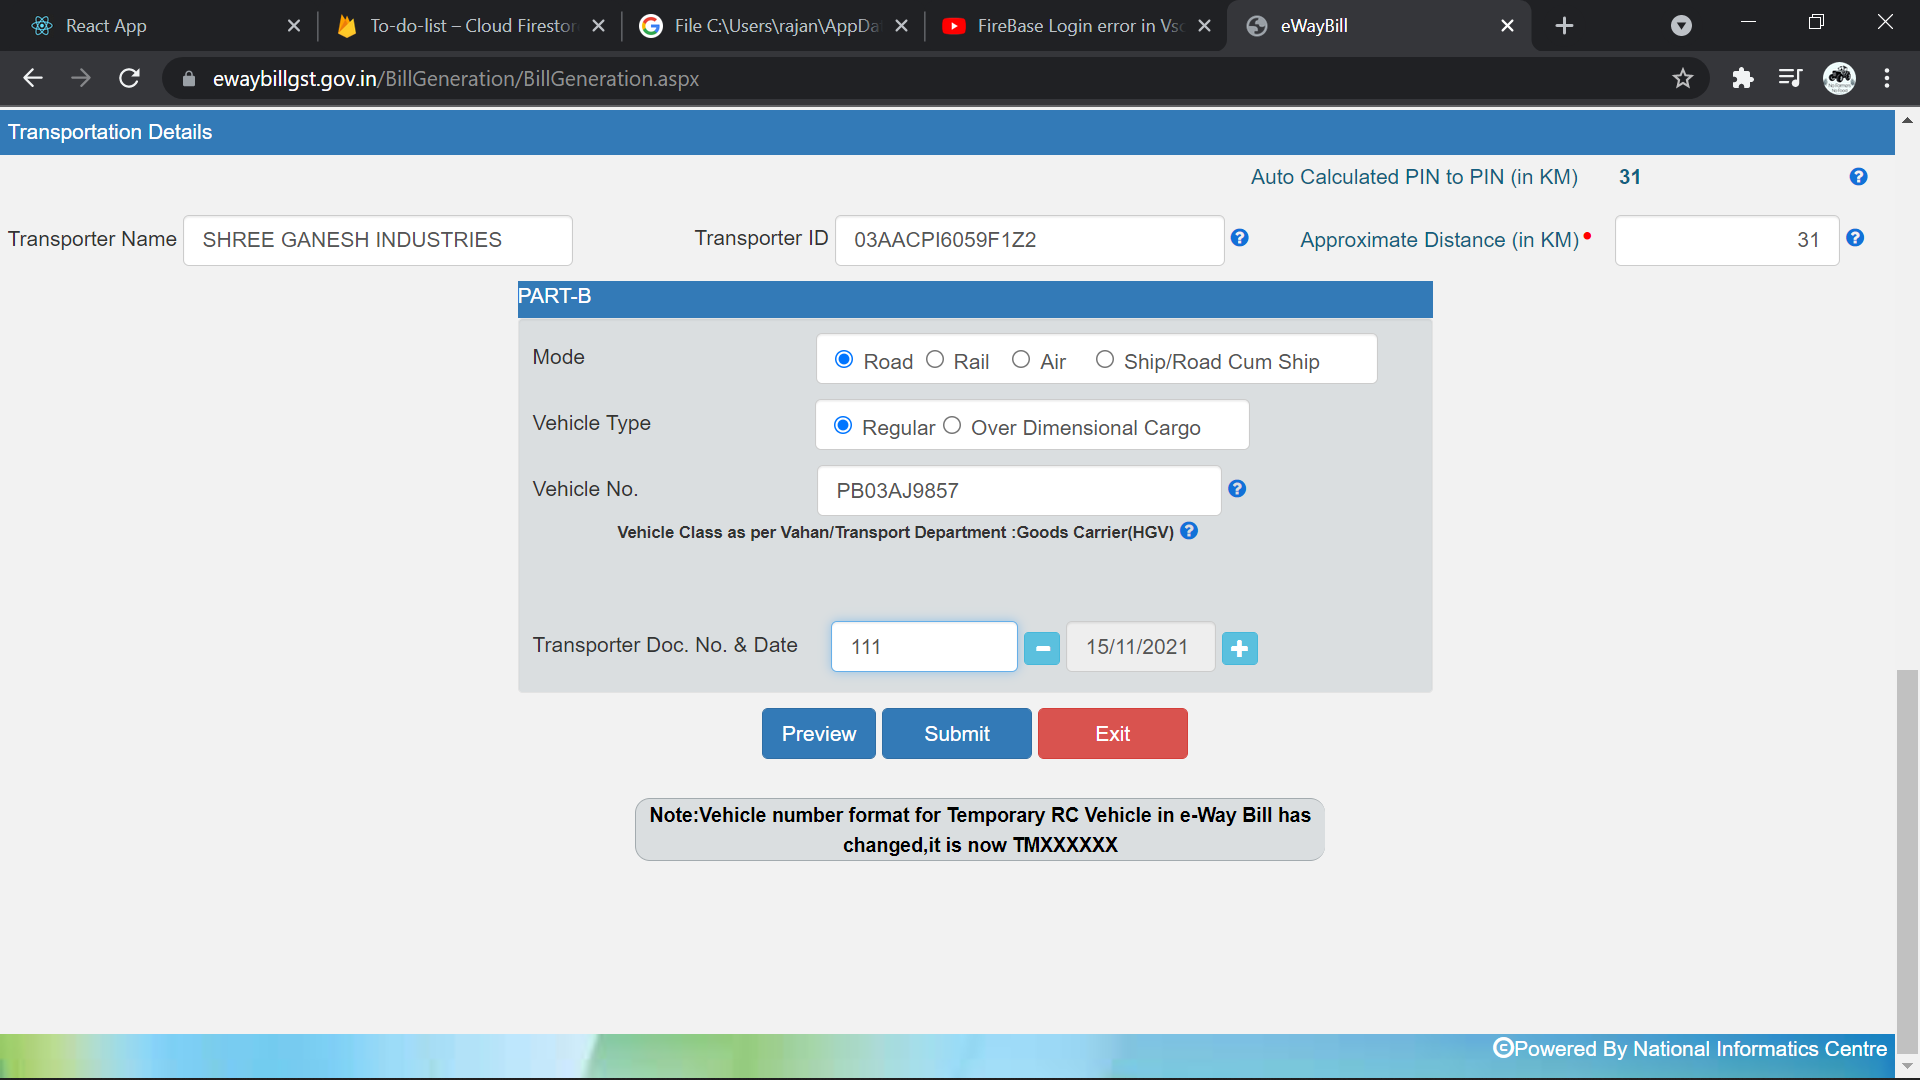 React App
To-do-list – Cloud Firestor
File C:\Users\rajan\AppDa
FireBase Login error in Vsc
eWayBill
ewaybillgst.gov.in/BillGeneration/BillGeneration.aspx
Transportation Details
Auto Calculated PIN to PIN (in KM) 31
Transporter Name SHREE GANESH INDUSTRIES Transporter ID 03AACPI6059F1Z2 Approximate Distance (in KM)• 31
PART-B
Mode Road Rail Air Ship/Road Cum Ship
Vehicle Type Regular Over Dimensional Cargo
Vehicle No. PB03AJ9857
Vehicle Class as per Vahan/Transport Department :Goods Carrier(HGV)
Transporter Doc. No. & Date 111 15/11/2021
Preview Submit Exit
Note:Vehicle number format for Temporary RC Vehicle in e-Way Bill has
changed,it is now TMXXXXXX
©Powered By National Informatics Centre